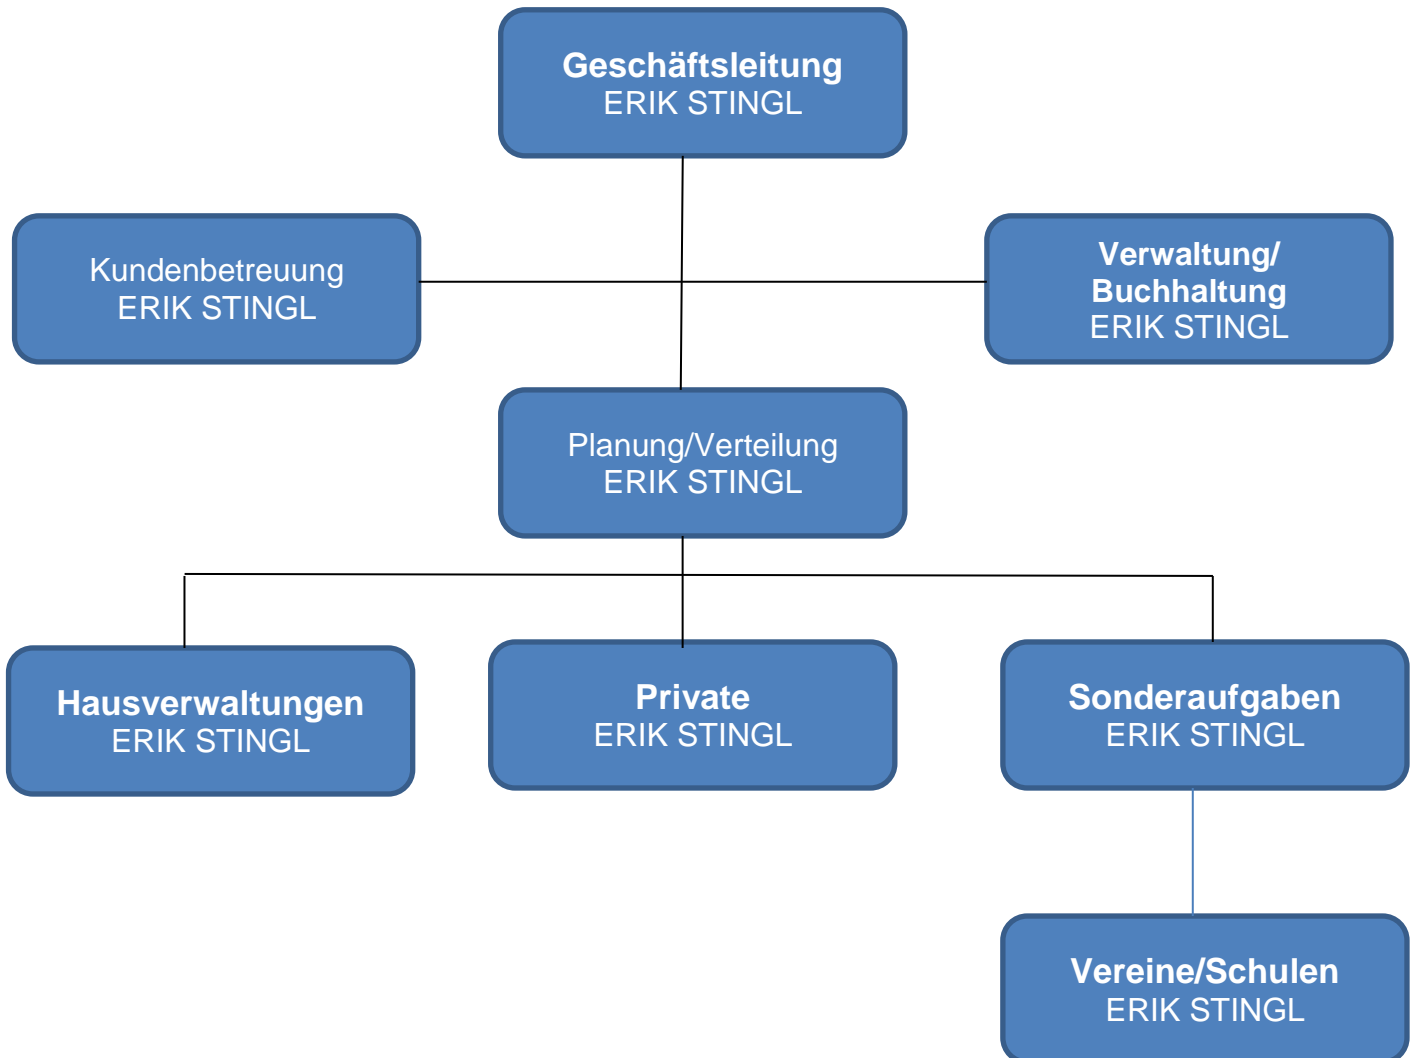 Geschäftsleitung
ERIK STINGL
Kundenbetreuung
ERIK STINGL
Verwaltung/
Buchhaltung
ERIK STINGL
Planung/Verteilung
ERIK STINGL
Hausverwaltungen
ERIK STINGL
Private
ERIK STINGL
Sonderaufgaben
ERIK STINGL
Vereine/Schulen
ERIK STINGL